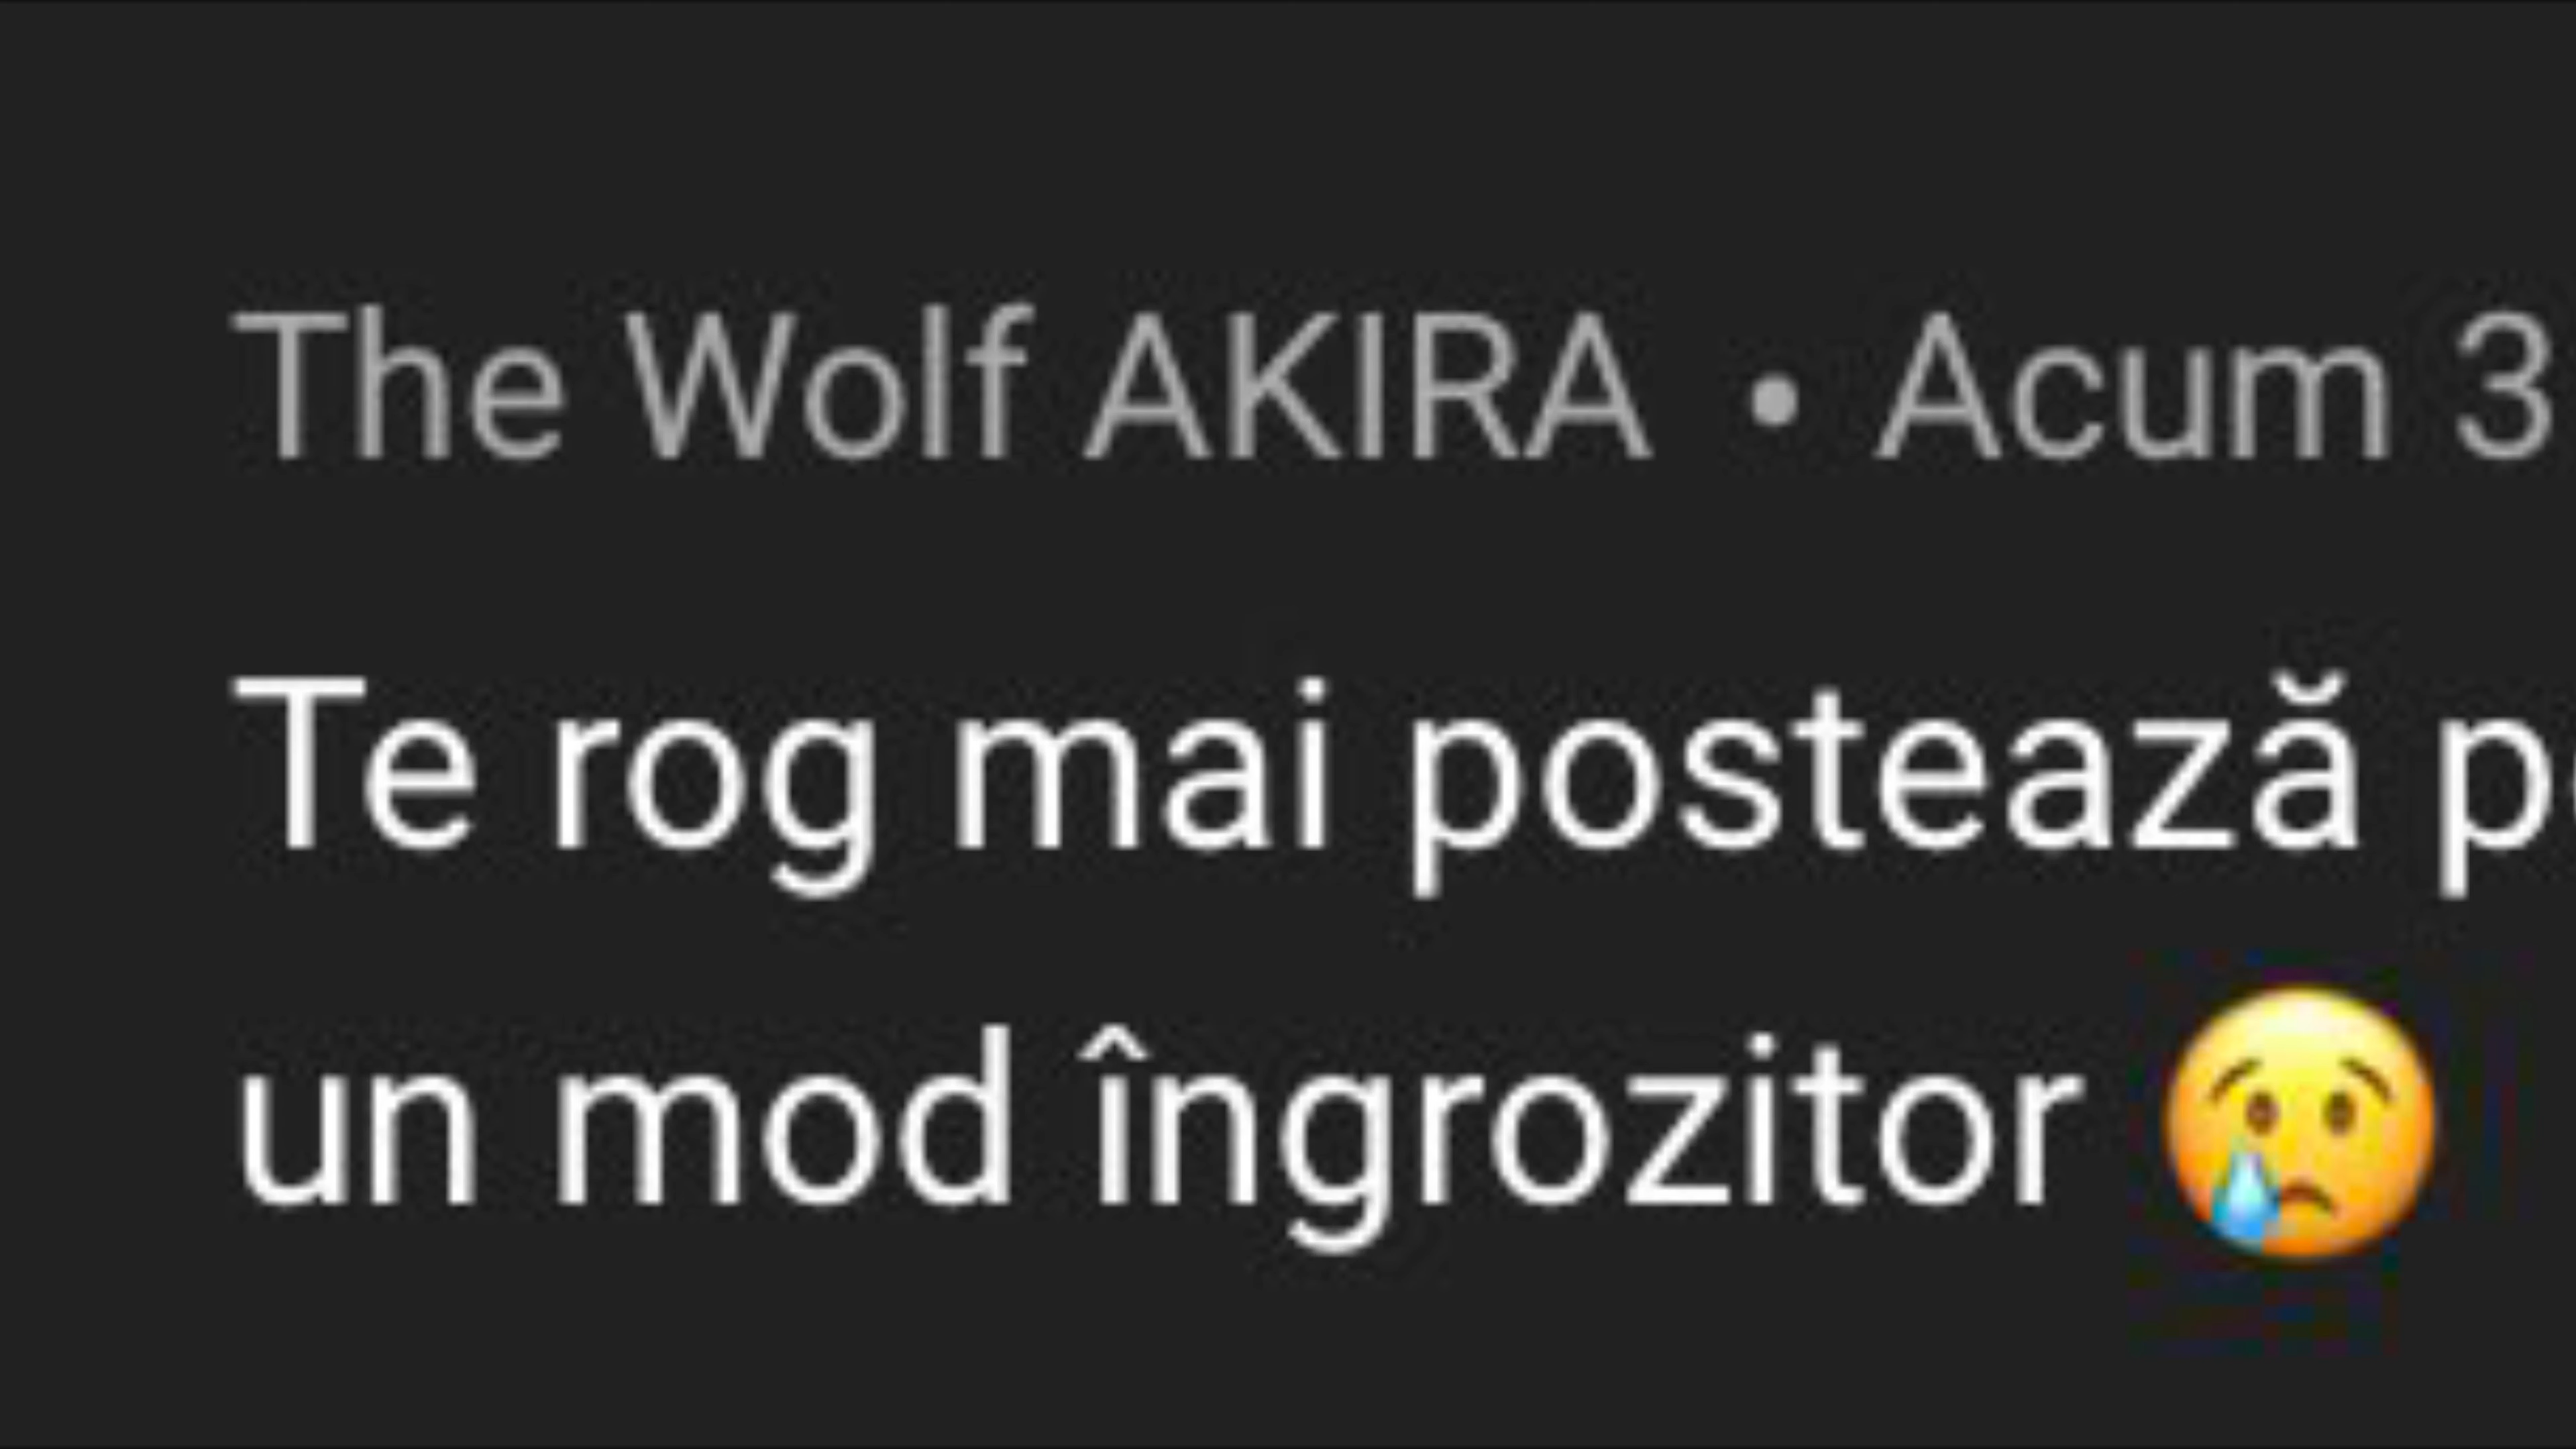 The Wolf AKIRA • Acum 3
Te rog mai postează
un mod îngrozitor 😢